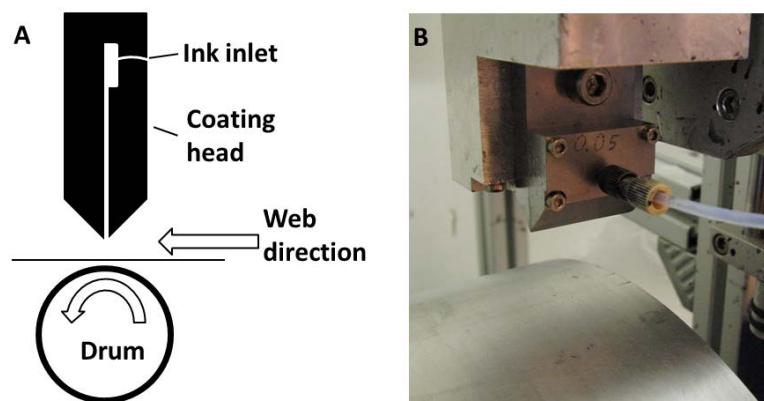 A
Ink inlet
Coating
head
Web
direction
Drum
B
0.05